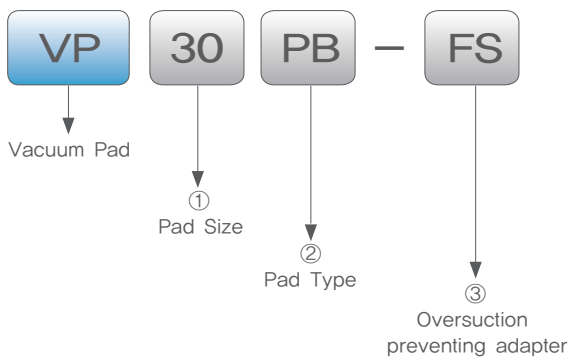 VP 30 PB - FS
Vacuum Pad
①
Pad Size
②
Pad Type
③
Oversuction
preventing adapter